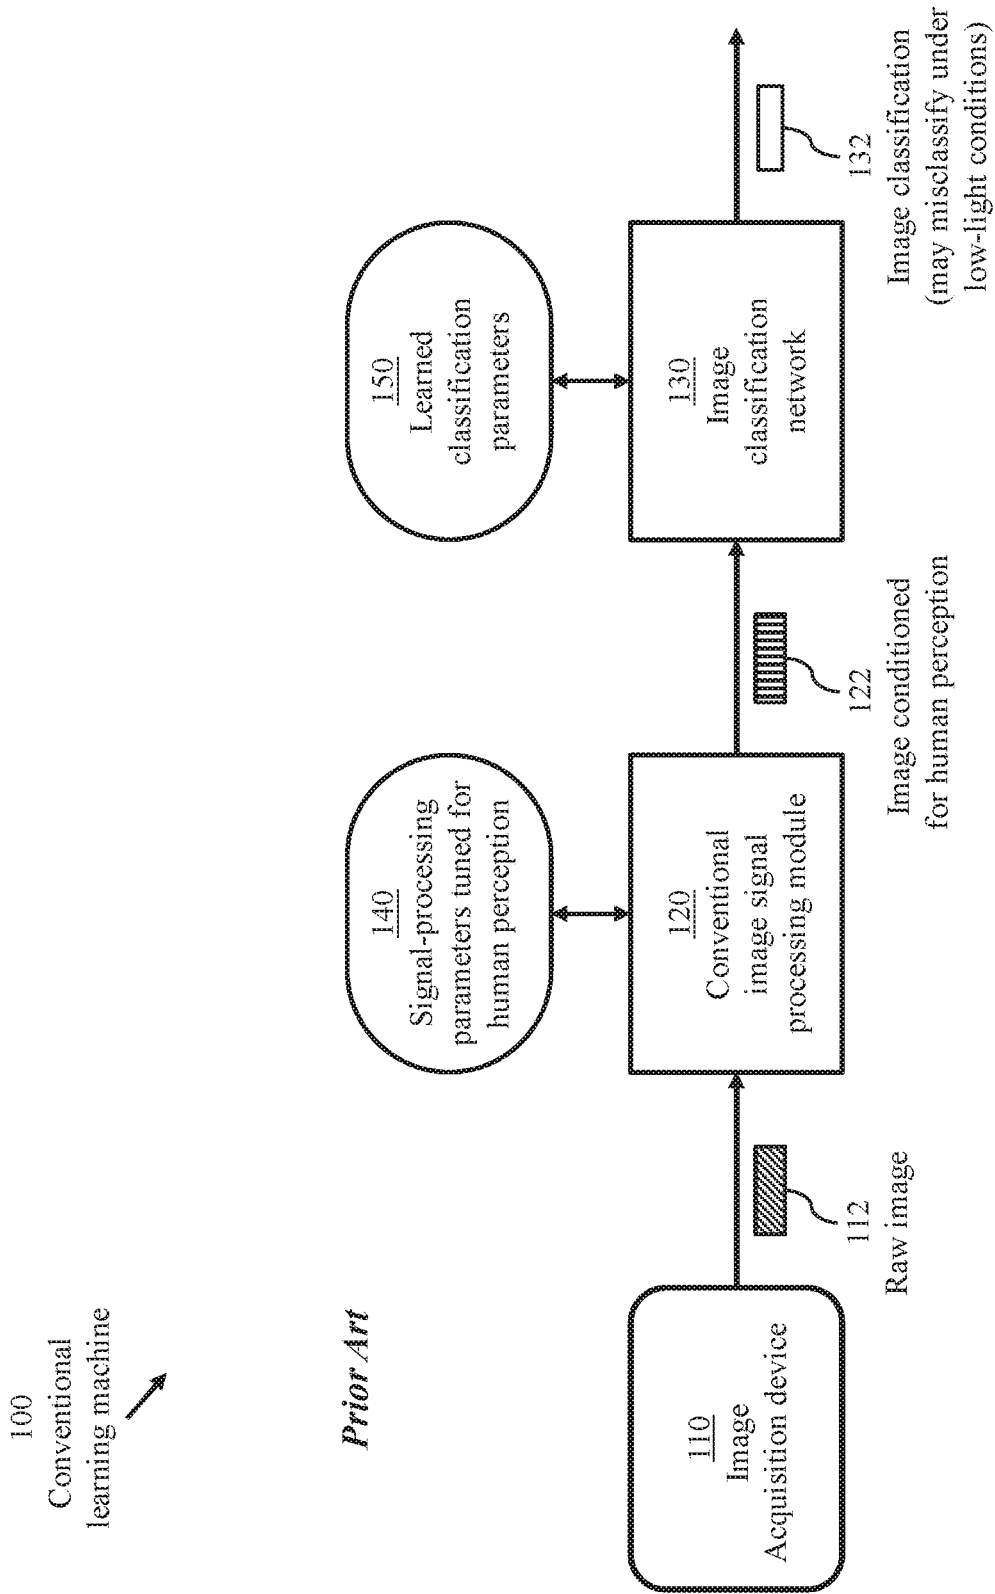 100
Conventional
learning machine
Prior Art
110
Image
Acquisition device
112
Raw image
140
Signal-processing
parameters tuned for
human perception
120
Conventional
image signal
processing module
122
Image conditioned
for human perception
150
Learned
classification
parameters
130
Image
classification
network
132
Image classification
(may misclassify under
low-light conditions)